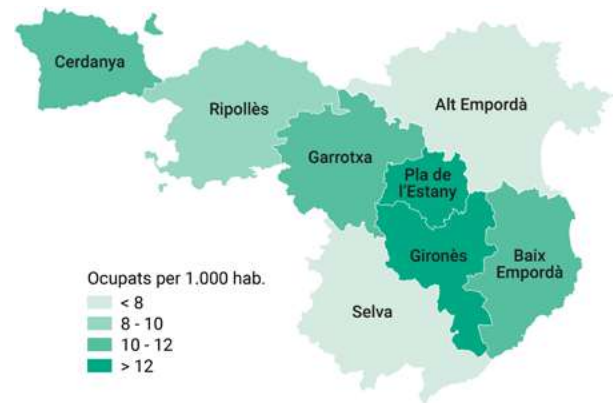 Cerdanya
Ripollès
Alt Empordà
Garrotxa
Pla de
l'Estany
Gironès
Baix
Empordà
Selva
Ocupats per 1.000 hab.
< 8
8 - 10
10 - 12
> 12